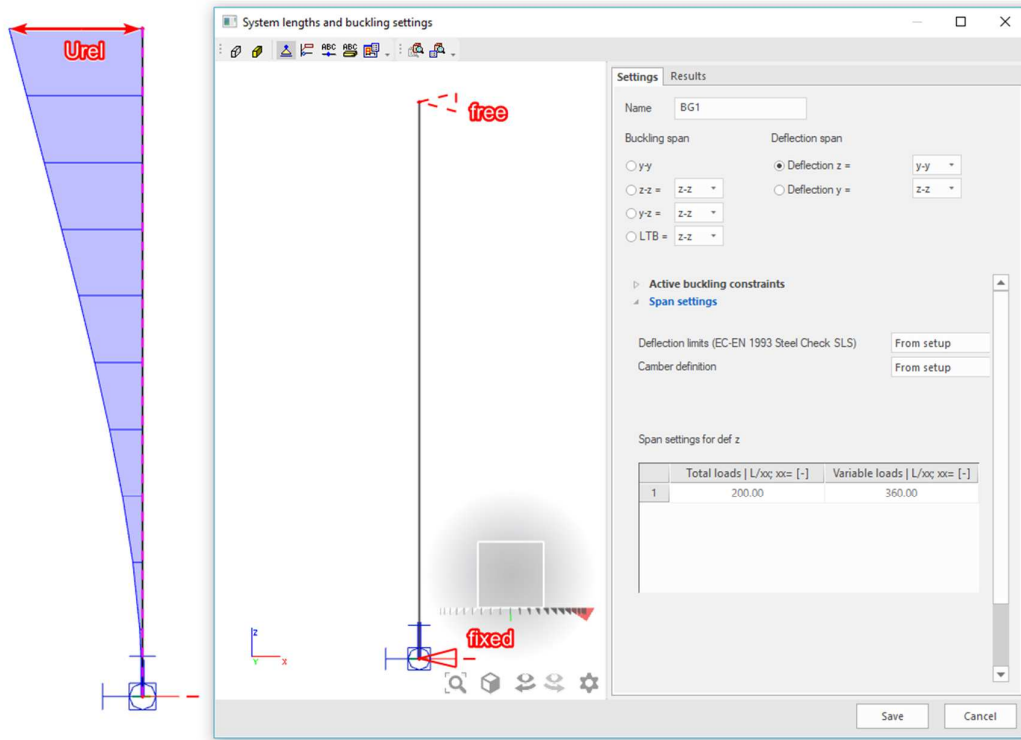 Urel
System lengths and buckling settings
ABC ABC
free
fixed
z
Y X
Settings Results
Name BG1
Buckling span Deflection span
y-y Deflection z = y-y
z-z = z-z Deflection y = z-z
y-z = z-z
LTB = z-z
Active buckling constraints
Span settings
Deflection limits (EC-EN 1993 Steel Check SLS) From setup
Camber definition From setup
Span settings for def z
Total loads | L/xx; xx= [-] Variable loads | L/xx; xx= [-]
1 200.00 360.00
Save Cancel